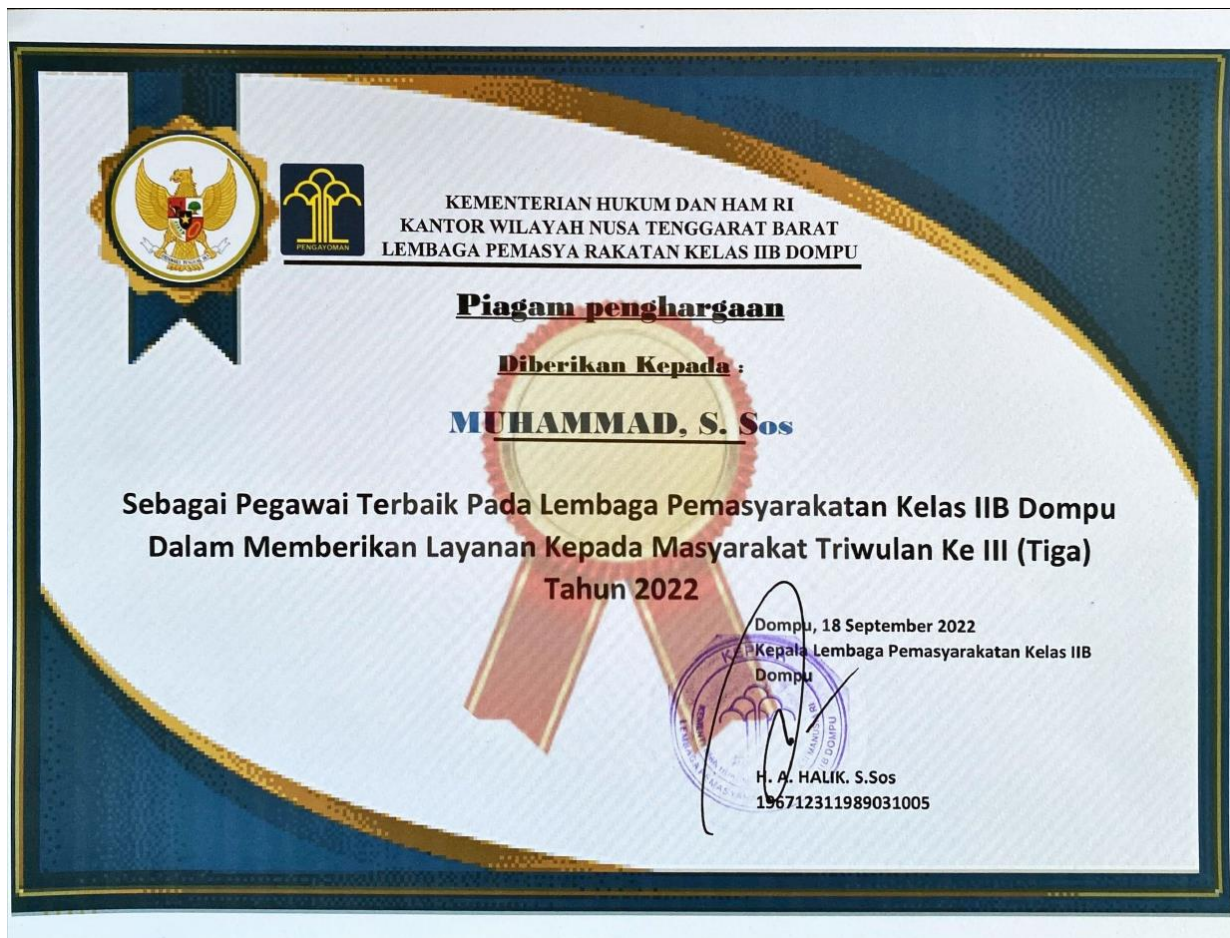 PENGAYOMAN
KEMENTERIAN HUKUM DAN HAM RI
KANTOR WILAYAH NUSA TENGGARAT BARAT
LEMBAGA PEMASYA RAKATAN KELAS IIB DOMPU
Piagam penghargaan
Diberikan Kepada :
MUHAMMAD, S. Sos
Sebagai Pegawai Terbaik Pada Lembaga Pemasyarakatan Kelas IIB Dompu
Dalam Memberikan Layanan Kepada Masyarakat Triwulan Ke III (Tiga)
Tahun 2022
Dompu, 18 September 2022
Kepala Lembaga Pemasyarakatan Kelas IIB
Dompu
H. A. HALIK. S.Sos
196712311989031005